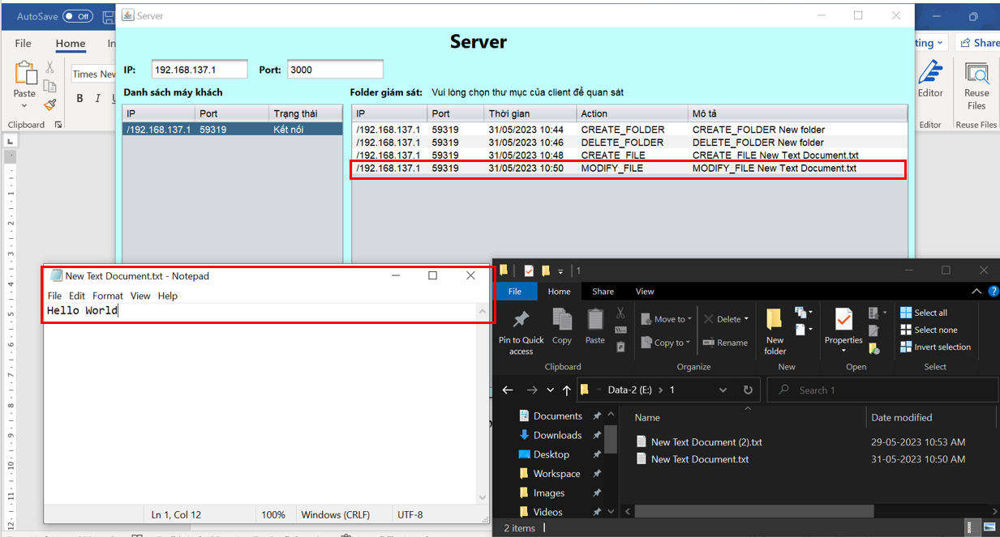 AutoSave Off
Server
File Home In
ting Share
Paste
Times New
B I U
Clipboard
Editor
Reuse
Files
Editor Reuse Files
Server
IP: 192.168.137.1 Port: 3000
Danh sách máy khách
Folder giám sát: Vui lòng chọn thư mục của client để quan sát
IP Port Trạng thái
/192.168.137.1 59319 Kết nối
IP Port Thời gian Action Mô tả
/192.168.137.1 59319 31/05/2023 10:44 CREATE_FOLDER CREATE_FOLDER New folder
/192.168.137.1 59319 31/05/2023 10:46 DELETE_FOLDER DELETE_FOLDER New folder
/192.168.137.1 59319 31/05/2023 10:48 CREATE_FILE CREATE_FILE New Text Document.txt
/192.168.137.1 59319 31/05/2023 10:50 MODIFY_FILE MODIFY_FILE New Text Document.txt
New Text Document.txt - Notepad
File Edit Format View Help
Hello World
Ln 1, Col 12 100% Windows (CRLF) UTF-8
1
File Home Share View
Pin to Quick
access
Copy
Paste
Clipboard
Move to
Copy to
Delete
Rename
Organize
New
folder
New
Properties
Open
Select all
Select none
Invert selection
Select
Data-2 (E:) > 1
Search 1
Documents
Downloads
Desktop
Workspace
Images
Videos
Name Date modified
New Text Document (2).txt 29-05-2023 10:53 AM
New Text Document.txt 31-05-2023 10:50 AM
2 items